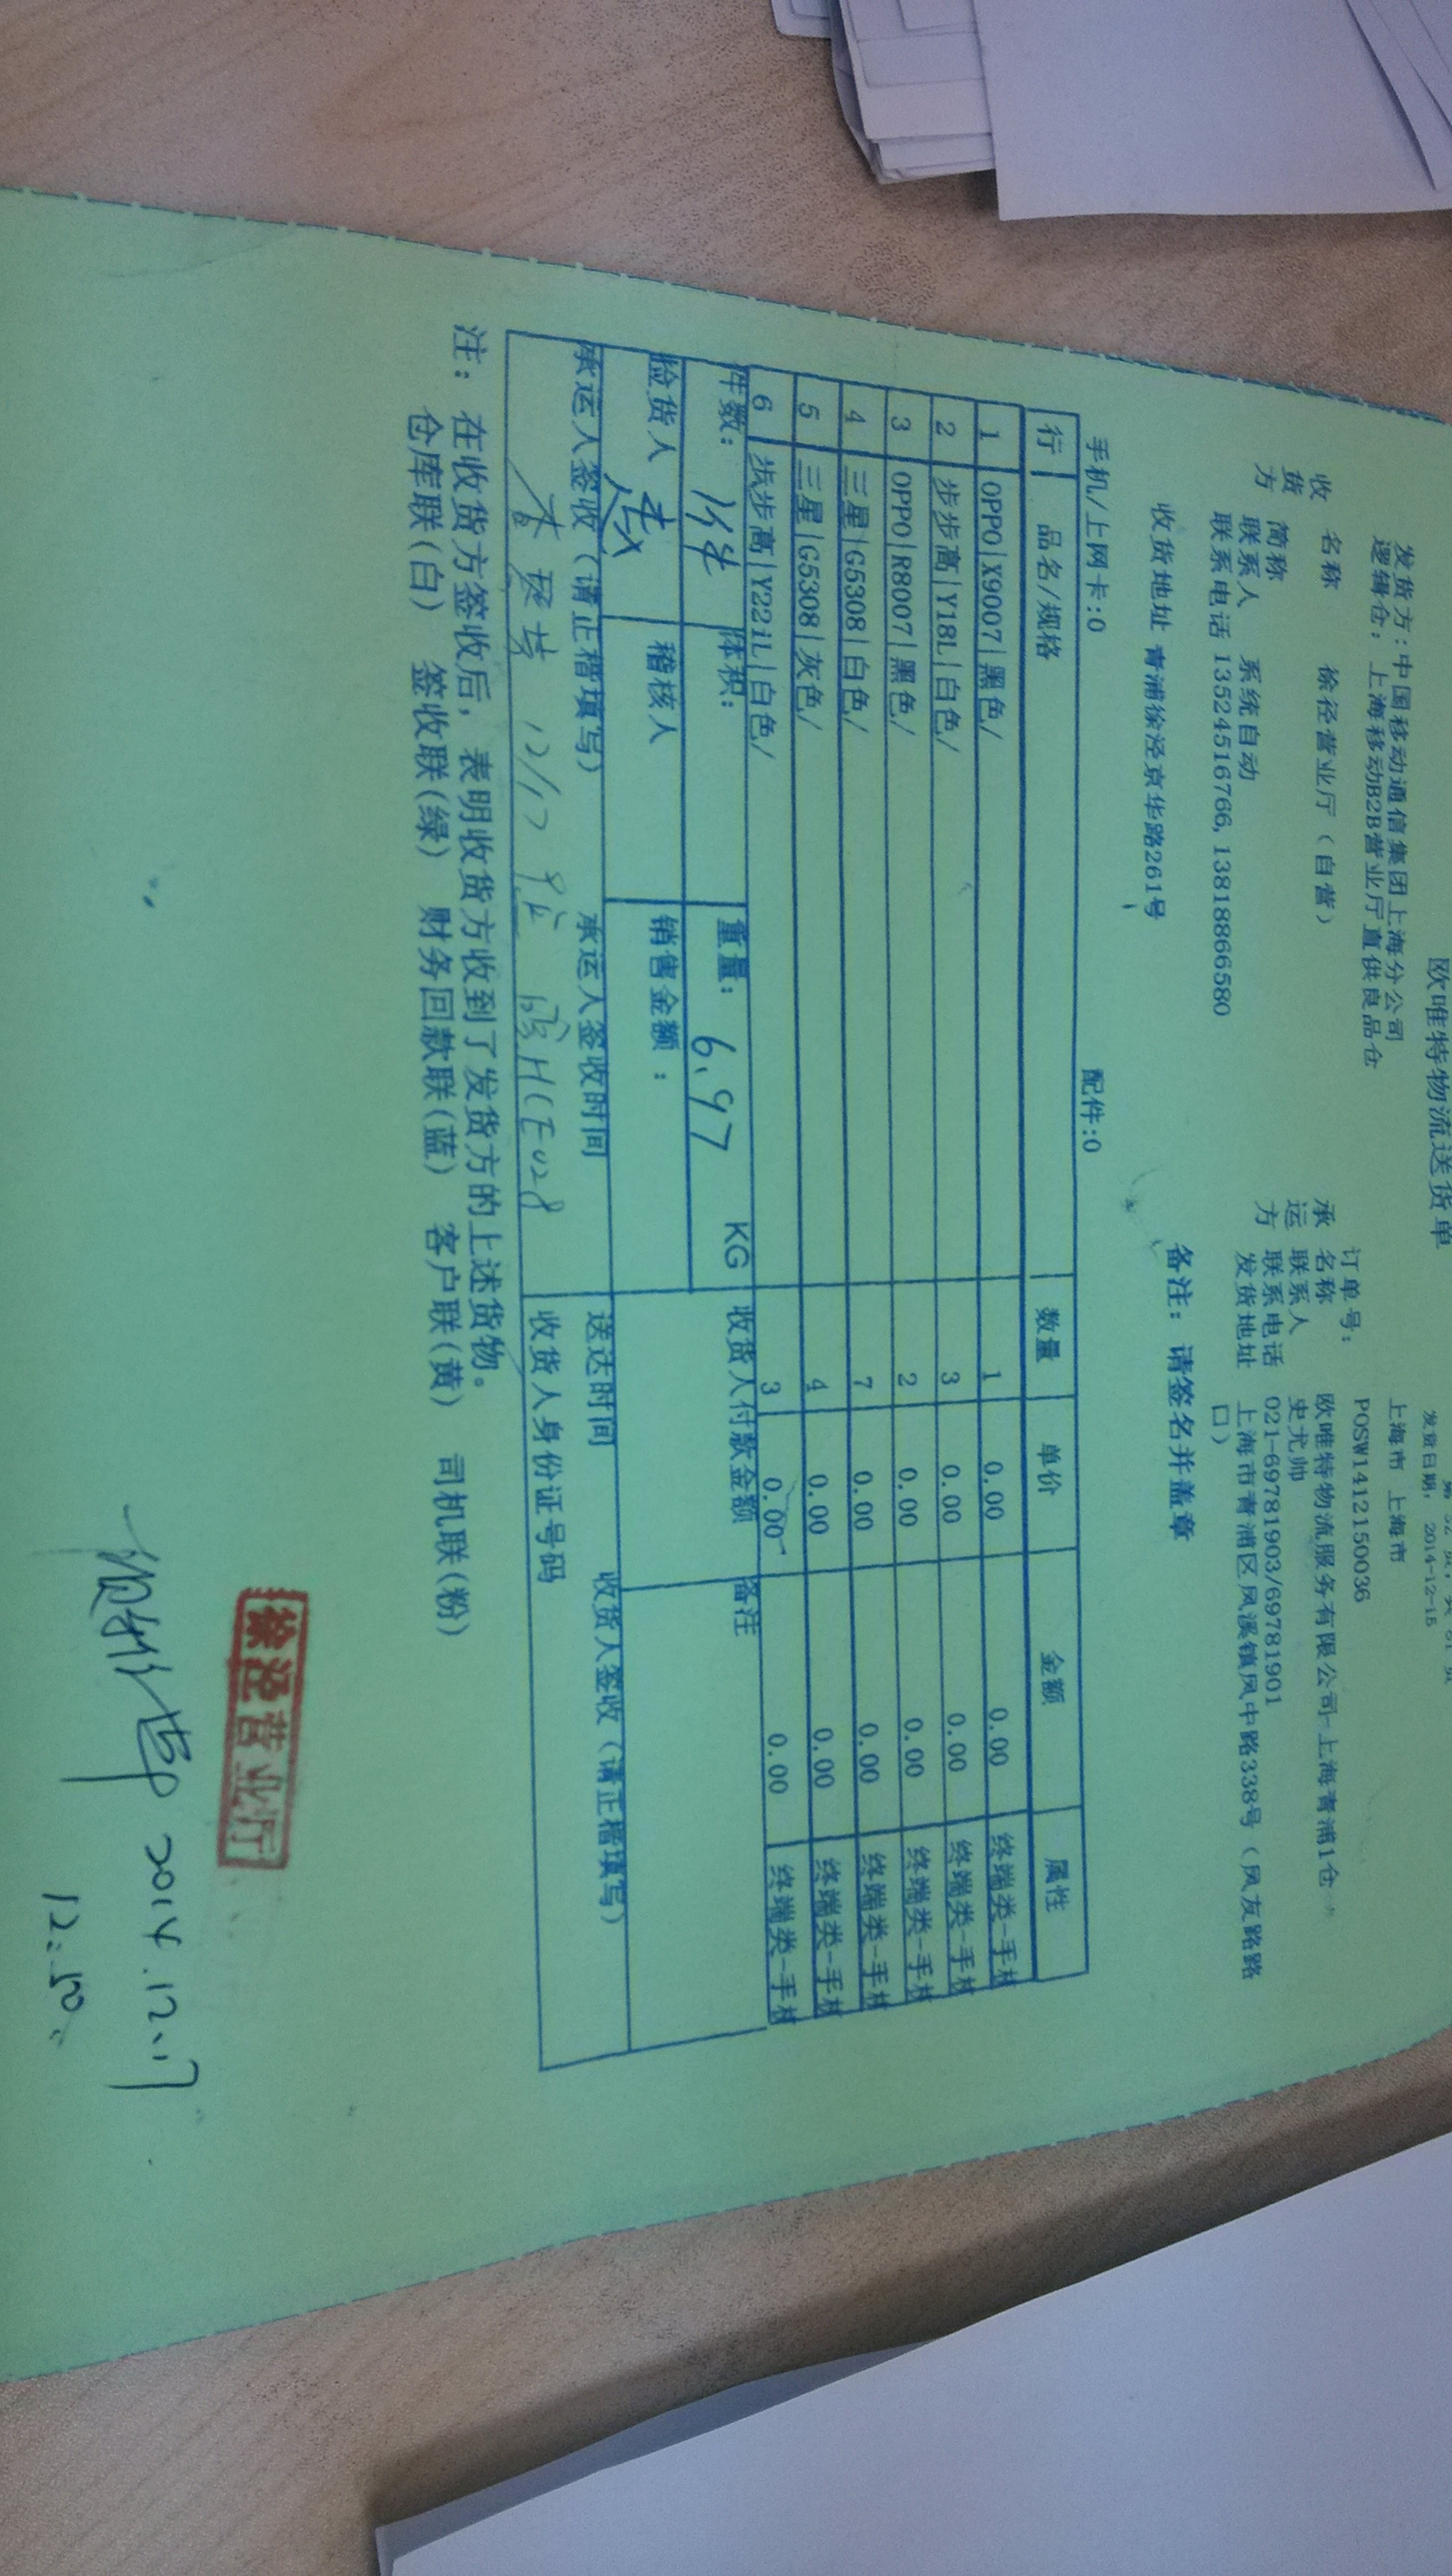 欧唯特物流送货单
发货日期: 2014-12-15
发货方:中国移动通信集团上海分公司 上海市 上海市
逻辑仓: 上海移动B2B营业厅直供良品仓 订单号: POSW1412150036
收货方 名称 徐径营业厅（自营） 承运方 名称 欧唯特物流服务有限公司-上海青浦1仓
简称 联系人 史尤帅
联系人 系统自动 联系电话 021-69781903/69781901
联系电话 13524516766,13818866580 发货地址 上海市青浦区凤溪镇凤中路338号（凤友路路口）
收货地址 青浦徐泾京华路261号 备注: 请签名并盖章
手机/上网卡:0 配件:0
行 品名/规格 数量 单价 金额 属性
1 OPPO|X9007|黑色/ 1 0.00 0.00 终端类-手机
2 步步高|Y18L|白色/ 3 0.00 0.00 终端类-手机
3 OPPO|R8007|黑色/ 2 0.00 0.00 终端类-手机
4 三星|G5308|白色/ 7 0.00 0.00 终端类-手机
5 三星|G5308|灰色/ 4 0.00 0.00 终端类-手机
6 步步高|Y22iL|白色/ 3 0.00 0.00 终端类-手机
件数: 1件 体积: 重量: 6.97 KG 收货人付款金额 备注
验货人 稽核人 销售金额:
承运人签收（请正楷填写） 承运人签收时间 送达时间 收货人签收（请正楷填写）
12/17 HCE028 收货人身份证号码
注: 在收货方签收后，表明收货方收到了发货方的上述货物。
仓库联(白) 签收联(绿) 财务回款联(蓝) 客户联(黄) 司机联(粉)
徐泾营业厅
2014.12.17
12:50